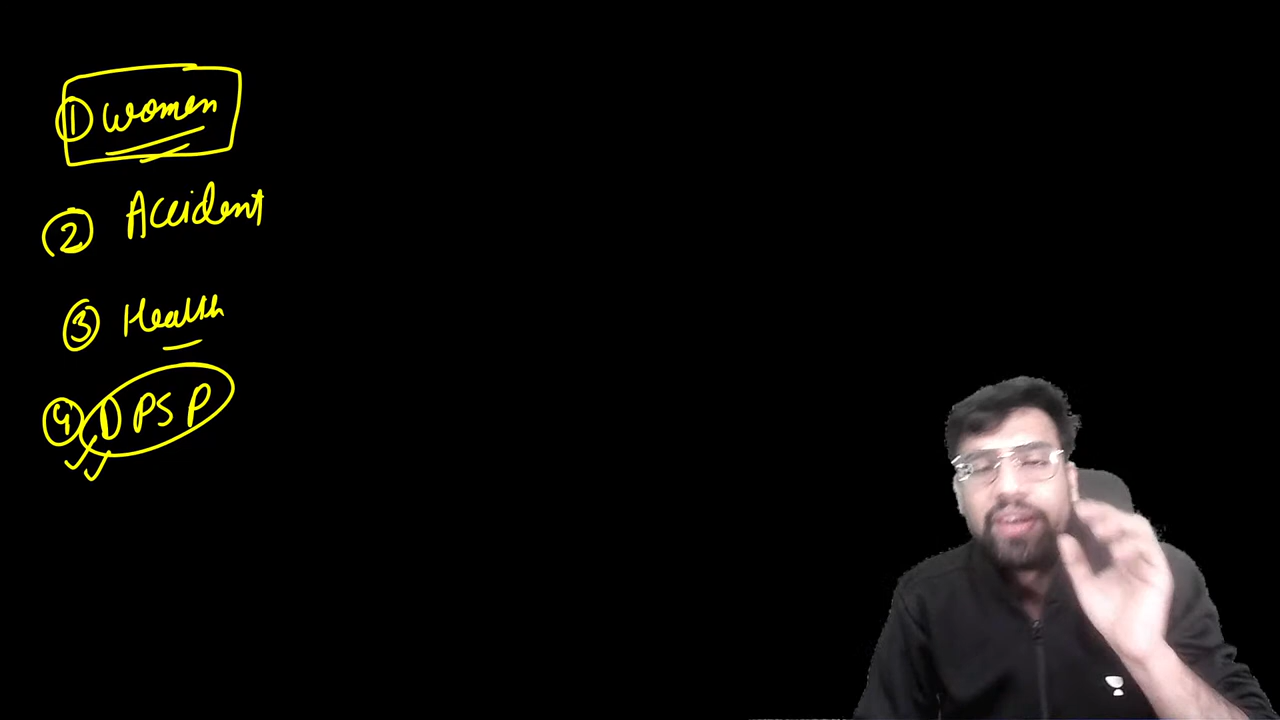 ① women
② Accident
③ Health
④ DPSP